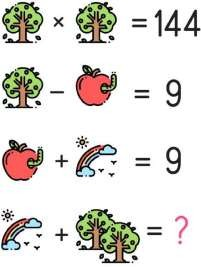 × = 144
− = 9
+ = 9
+ = ?